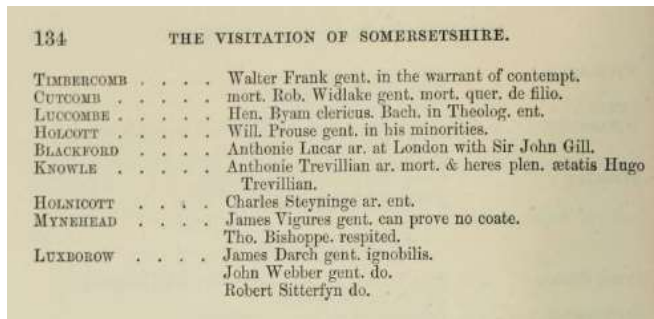 134 THE VISITATION OF SOMERSETSHIRE.
TIMBERCOMB . . . . Walter Frank gent. in the warrant of contempt.
CUTCOMB . . . . . mort. Rob. Widlake gent. mort. quer. de filio.
LUCCOMBE . . . . . Hen. Byam clericus. Bach. in Theolog. ent.
HOLCOTT . . . . . Will. Prouse gent. in his minorities.
BLACKFORD . . . . Anthonie Lucar ar. at London with Sir John Gill.
KNOWLE . . . . . Anthonie Trevillian ar. mort. & heres plen. ætatis Hugo
Trevillian.
HOLNICOTT . . . . Charles Steyninge ar. ent.
MYNEHEAD . . . . James Vigures gent. can prove no coate.
Tho. Bishoppe. respited.
LUXBOROW . . . . James Darch gent. ignobilis.
John Webber gent. do.
Robert Sitterfyn do.